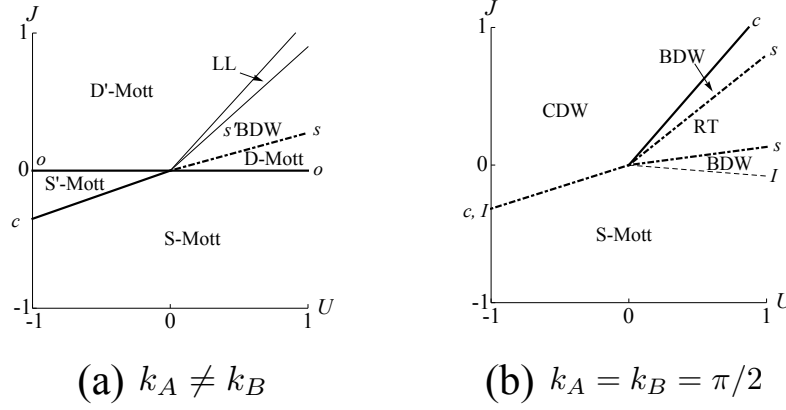 J
1
LL
D'-Mott
s'
BDW
s
D-Mott
o
0
o
S'-Mott
c
S-Mott
-1
-1
0
1
U
(a) k_A ≠ k_B
J
1
c
BDW
s
CDW
RT
s
0
BDW
I
c, I
S-Mott
-1
-1
0
1
U
(b) k_A = k_B = π/2